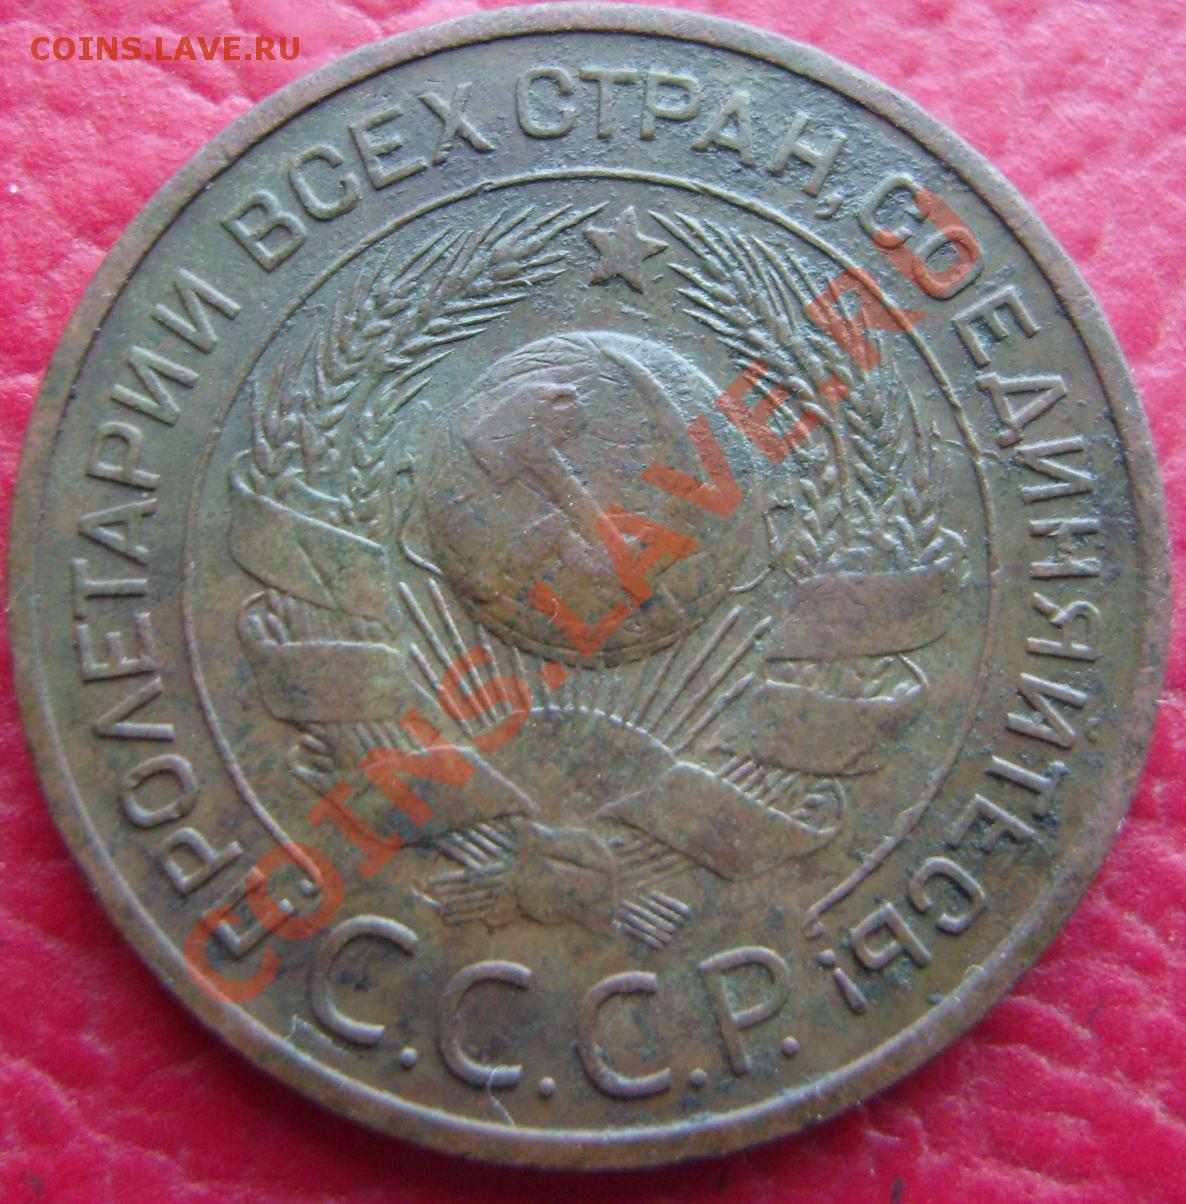 COINS.LAVE.RU
ПРОЛЕТАРИИ ВСЕХ СТРАН, СОЕДИНЯЙТЕСЬ!
С.С.С.Р.
COINS.LAVE.RU